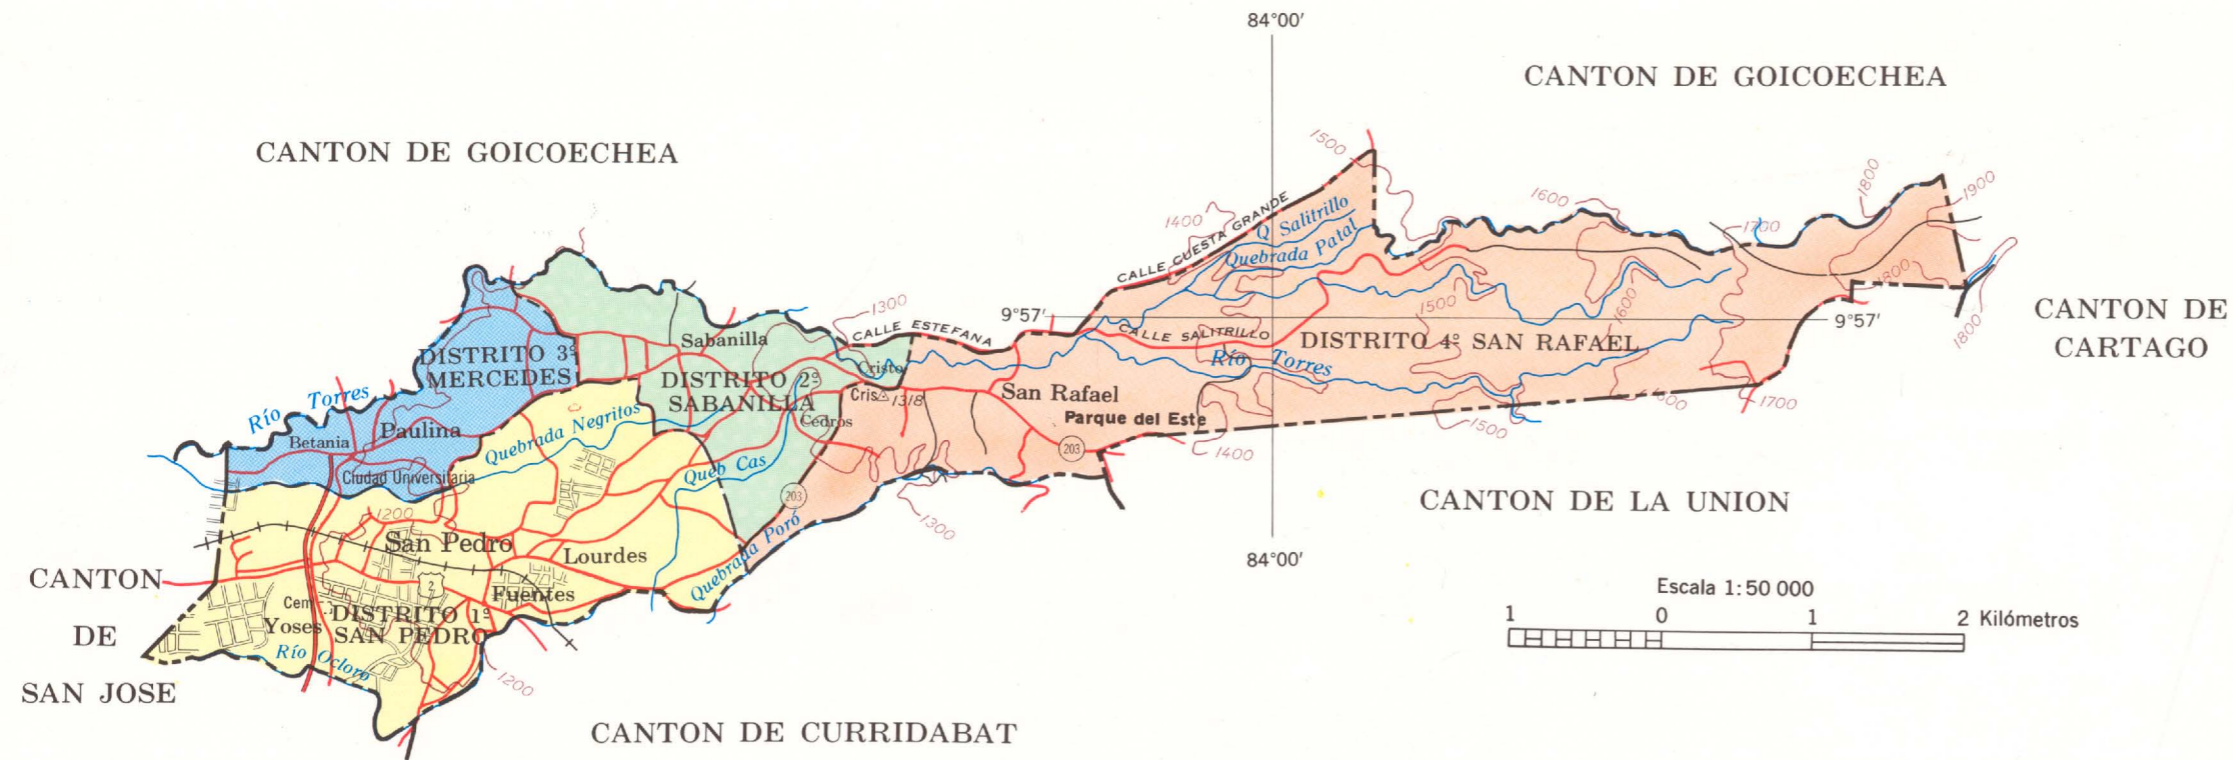 84°00'
CANTON DE GOICOECHEA
CANTON DE GOICOECHEA
1500
1600
1800
1900
1400
CALLE CUESTA GRANDE
Q Salitrillo
Quebrada Patal
1700
1800
1300
CALLE ESTEFANA
9°57'
CALLE SALITRILLO
1500
1600
DISTRITO 4º SAN RAFAEL
9°57'
1800
CANTON DE
CARTAGO
Sabanilla
DISTRITO 3º
MERCEDES
DISTRITO 2º
SABANILLA
Cristo
Cris 1318
Río Torres
San Rafael
Parque del Este
1600
1700
Río Torres
Betania
Paulina
Quebrada Negritos
Cedros
203
1500
1400
Ciudad Universitaria
Queb Cas
203
CANTON DE LA UNION
1200
1300
Quebrada Poró
San Pedro
Lourdes
84°00'
CANTON
DE
SAN JOSE
2
Fuentes
Cem
DISTRITO 1º
SAN PEDRO
Yoses
Río Ocloro
1200
CANTON DE CURRIDABAT
Escala 1:50 000
1 0 1 2 Kilómetros